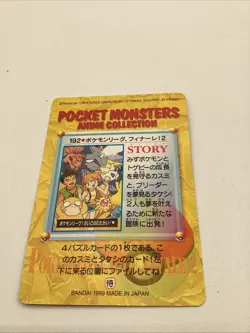 POCKET MONSTERS
ANIME COLLECTION
192◆ポケモンリーグ、フィナーレ!2
STORY
みずポケモンと
トゲピーの成長
を見守るカスミ
と、ブリーダー
を夢見るタケシ!
2人も夢を叶え
るために新たな
冒険に出発だ!
4パズルカードの1枚である、こ
のカスミとタケシのカード!左
下に来る位置にファイルしてね!
BANDAI 1999 MADE IN JAPAN